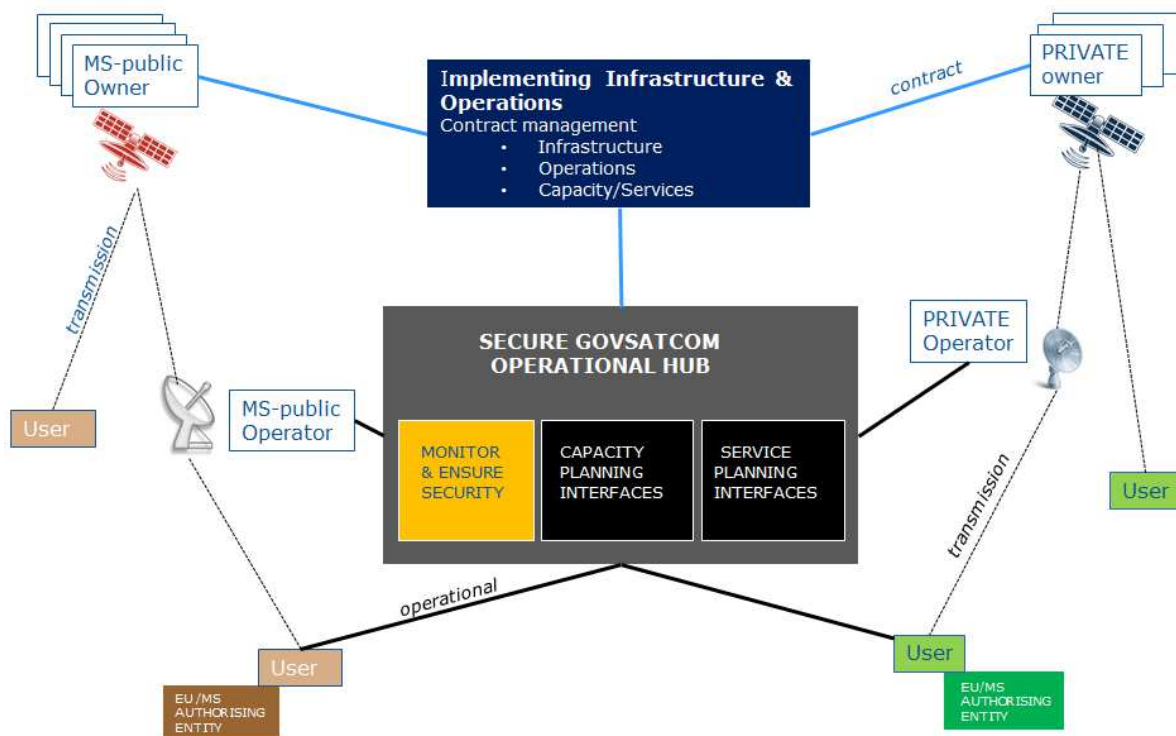 MS-public
Owner
Implementing Infrastructure &
Operations
Contract management
• Infrastructure
• Operations
• Capacity/Services
contract
PRIVATE
owner
transmission
SECURE GOVSATCOM
OPERATIONAL HUB
PRIVATE
Operator
User
MS-public
Operator
MONITOR
& ENSURE
SECURITY
CAPACITY
PLANNING
INTERFACES
SERVICE
PLANNING
INTERFACES
transmission
User
operational
User
EU/MS
AUTHORISING
ENTITY
User
EU/MS
AUTHORISING
ENTITY